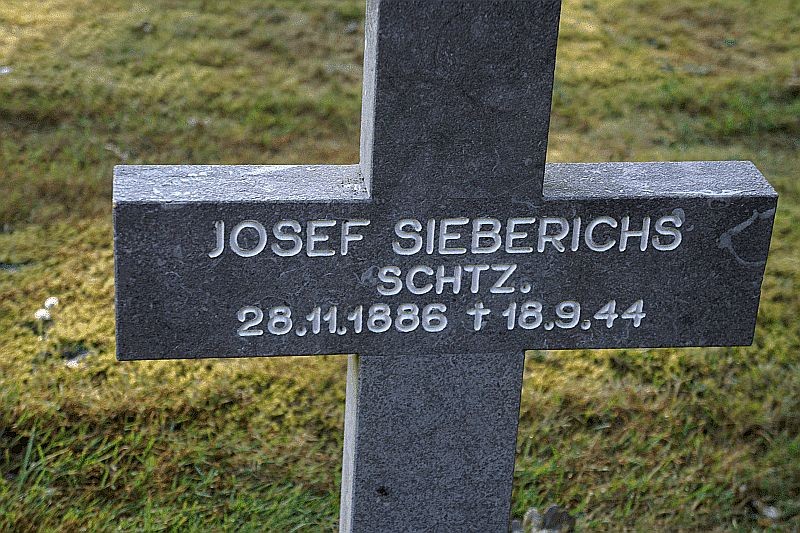 JOSEF SIEBERICHS
SCHTZ.
28.11.1886 † 18.9.44